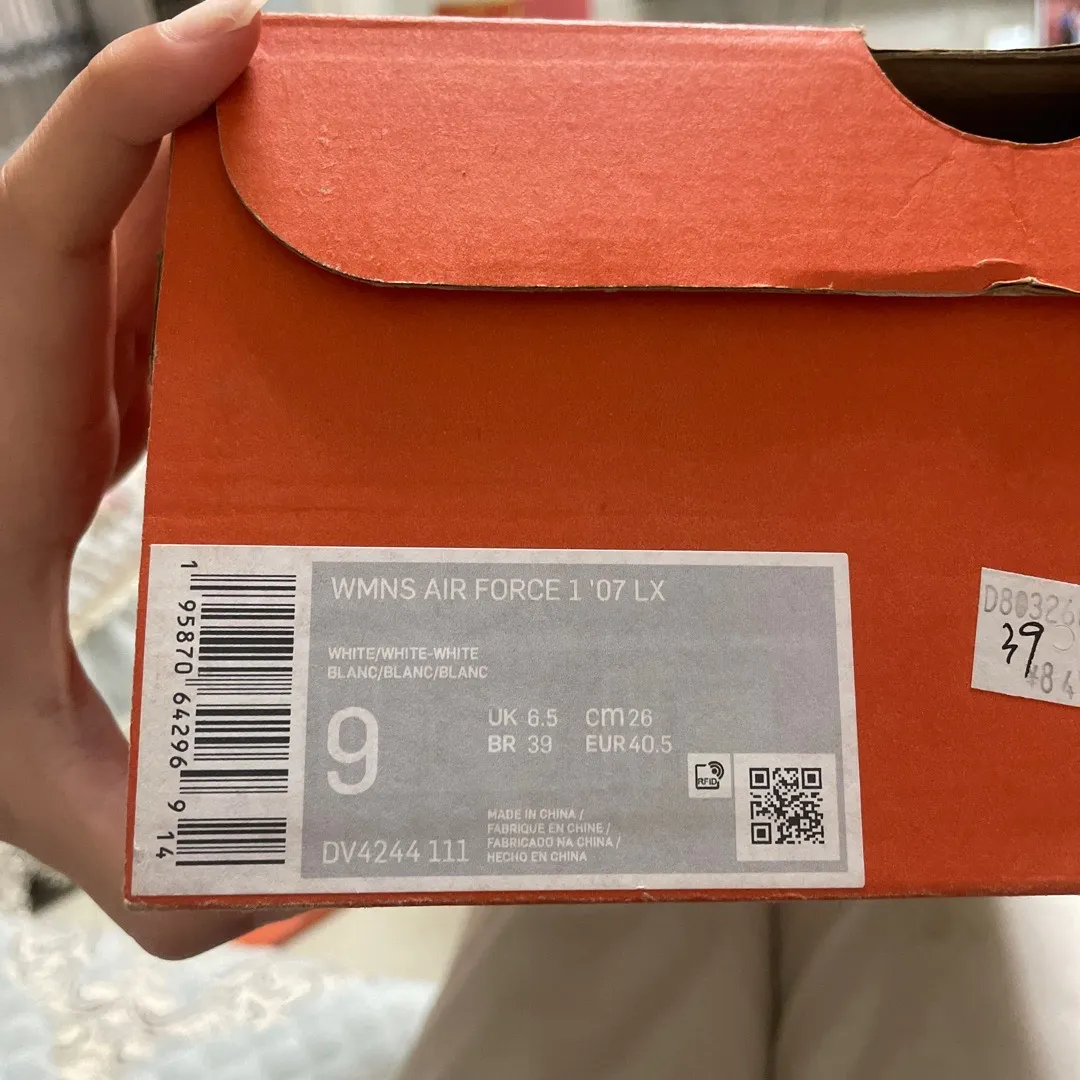 WMNS AIR FORCE 1 '07 LX
WHITE/WHITE-WHITE
BLANC/BLANC/BLANC
9
UK 6.5 cm 26
BR 39 EUR 40.5
RFID
MADE IN CHINA /
FABRIQUE EN CHINE /
FABRICADO NA CHINA /
HECHO EN CHINA
DV4244 111
1 95870 64296 9 14
39